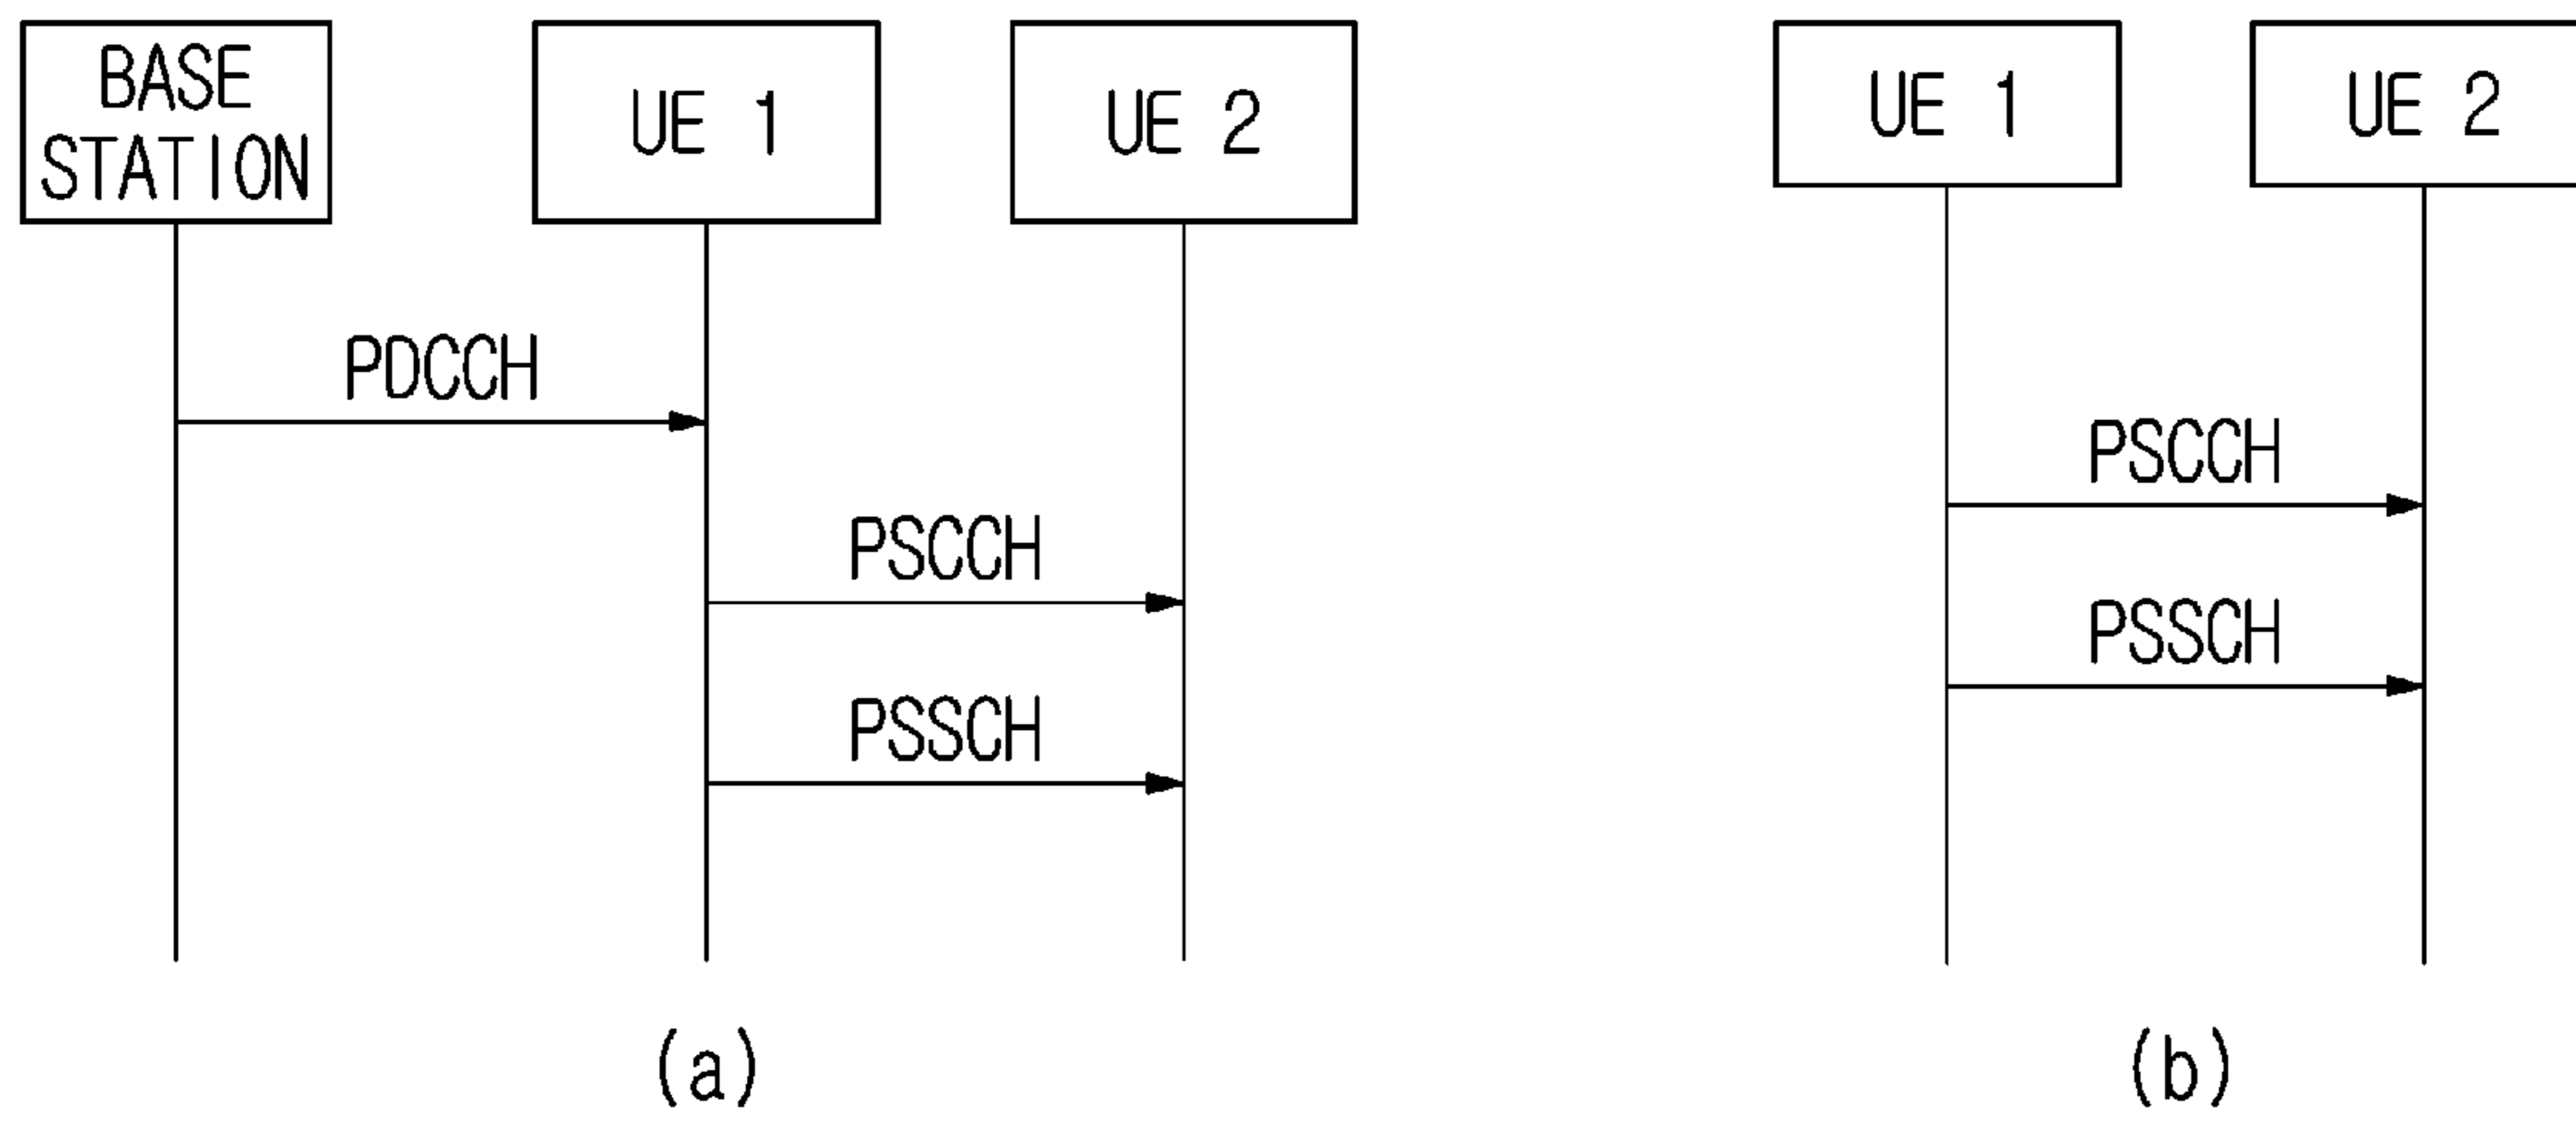 BASE
STATION
UE 1
UE 2
PDCCH
PSCCH
PSSCH
(a)
UE 1
UE 2
PSCCH
PSSCH
(b)